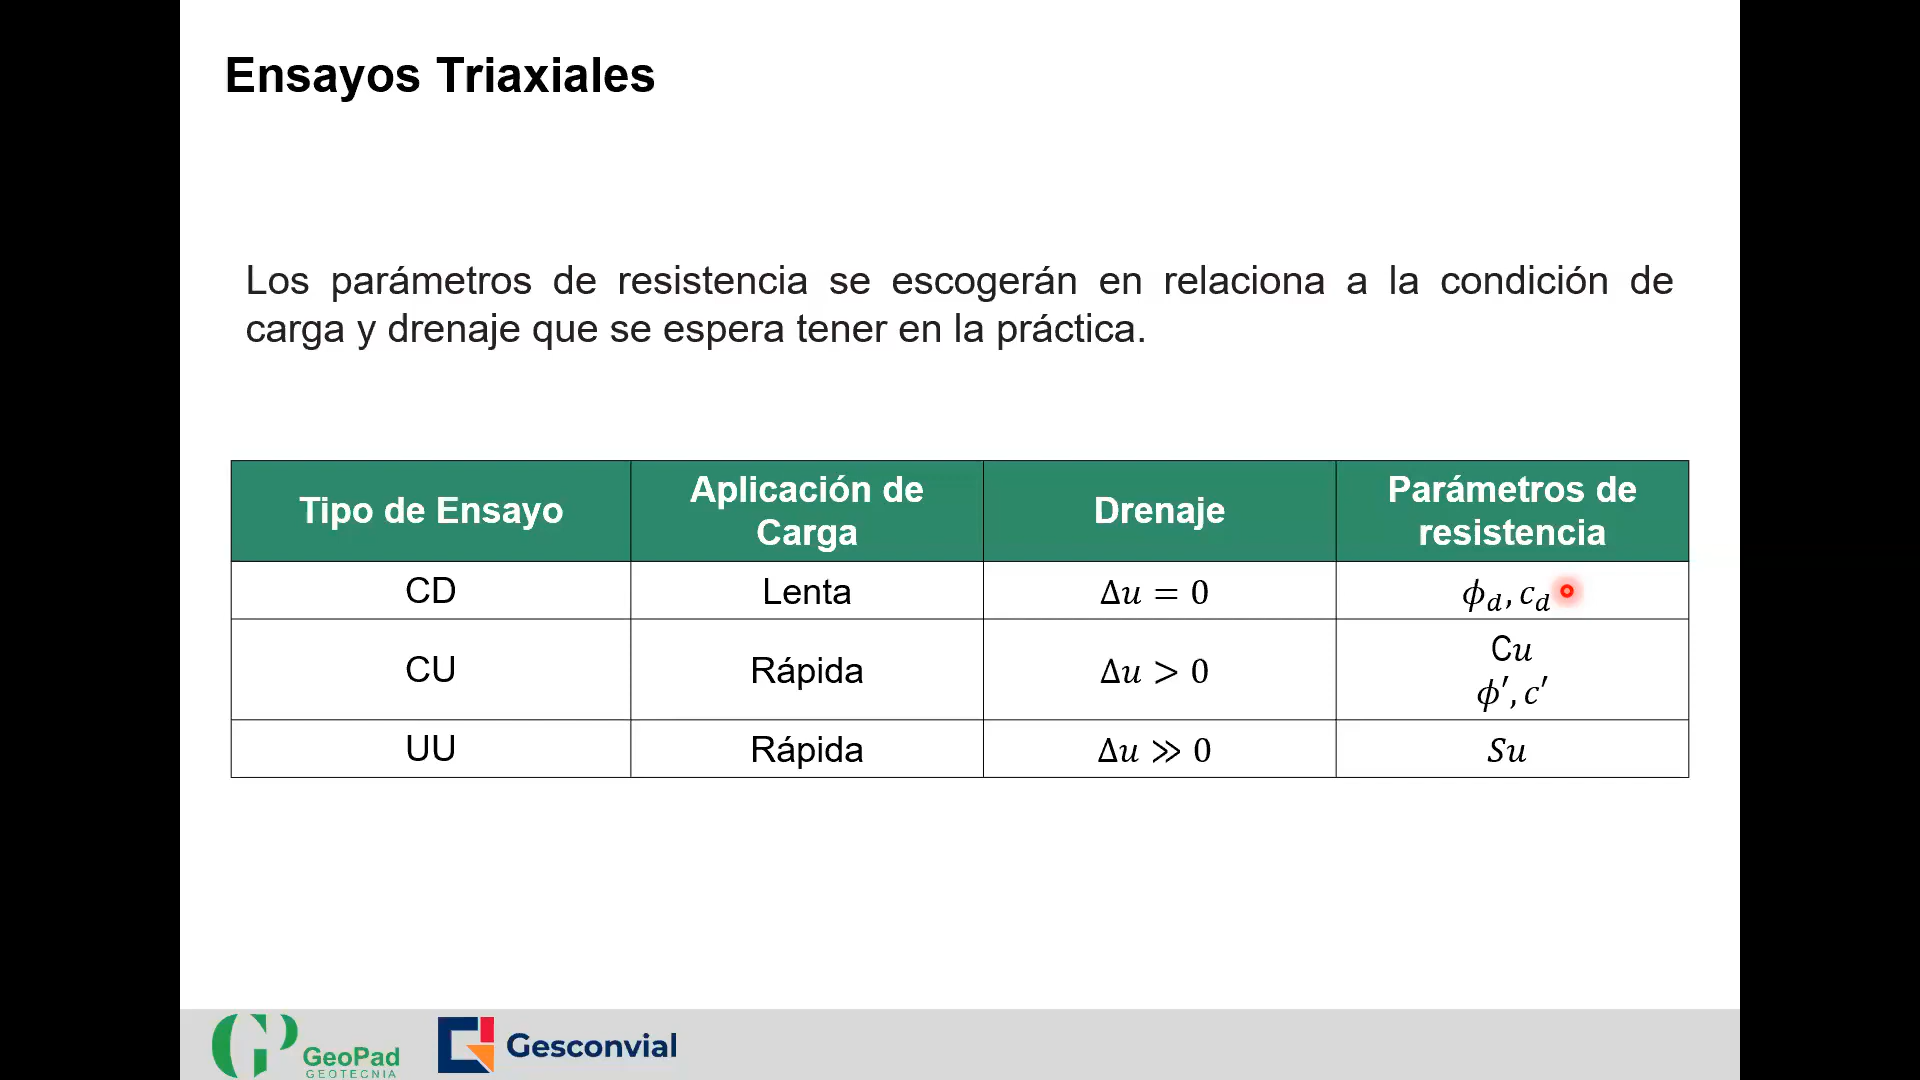 Ensayos Triaxiales
Los parámetros de resistencia se escogerán en relaciona a la condición de
carga y drenaje que se espera tener en la práctica.
Tipo de Ensayo
Aplicación de
Carga
Drenaje
Parámetros de
resistencia
CD
Lenta
Δu = 0
ϕd, cd
CU
Rápida
Δu > 0
Cu
ϕ′, c′
UU
Rápida
Δu ≫ 0
Su
GP
GeoPad
GEOTECNIA
Gesconvial